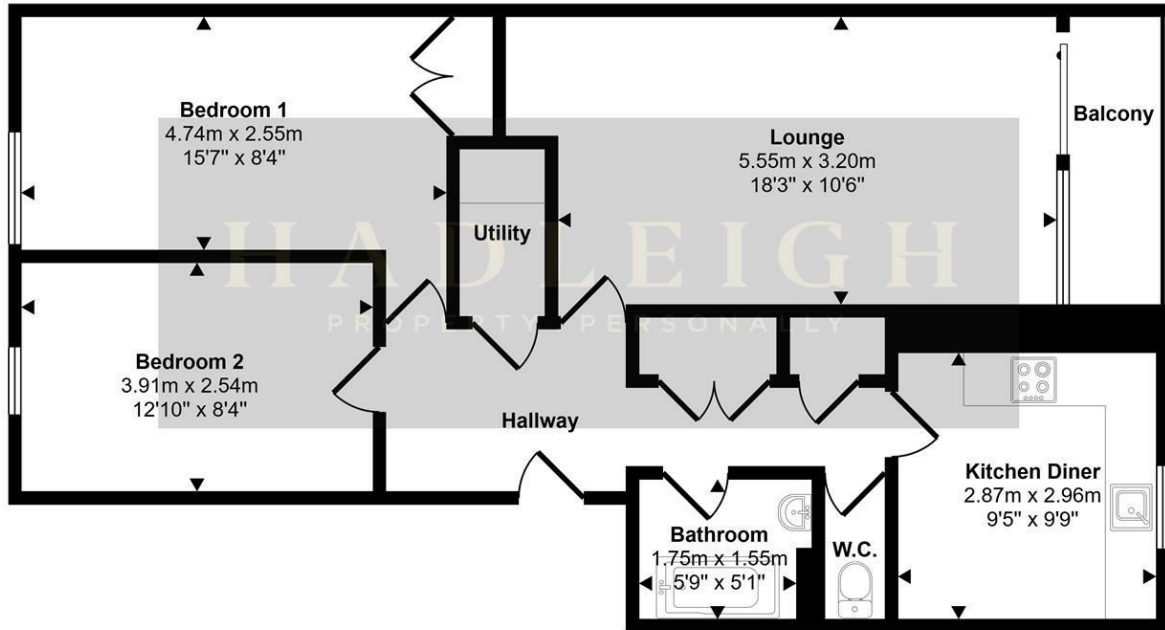 Bedroom 1
4.74m x 2.55m
15'7" x 8'4"
Lounge
5.55m x 3.20m
18'3" x 10'6"
Balcony
Utility
HADLEIGH
PROPERTY PERSONALLY
Bedroom 2
3.91m x 2.54m
12'10" x 8'4"
Hallway
Kitchen Diner
2.87m x 2.96m
9'5" x 9'9"
Bathroom
1.75m x 1.55m
5'9" x 5'1"
W.C.